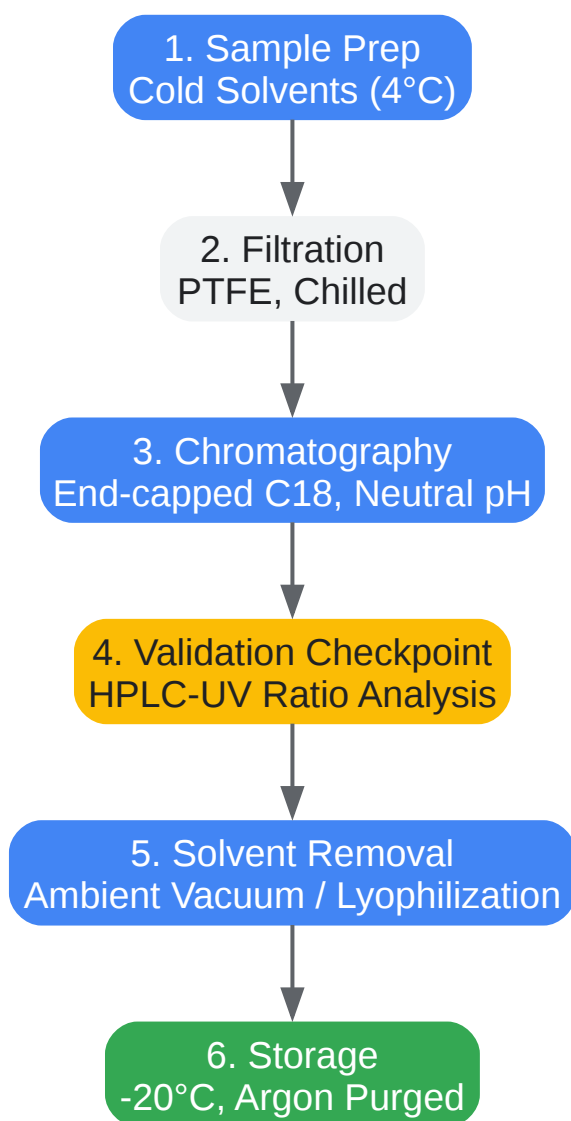 1. Sample Prep
Cold Solvents (4°C)
2. Filtration
PTFE, Chilled
3. Chromatography
End-capped C18, Neutral pH
4. Validation Checkpoint
HPLC-UV Ratio Analysis
5. Solvent Removal
Ambient Vacuum / Lyophilization
6. Storage
-20°C, Argon Purged